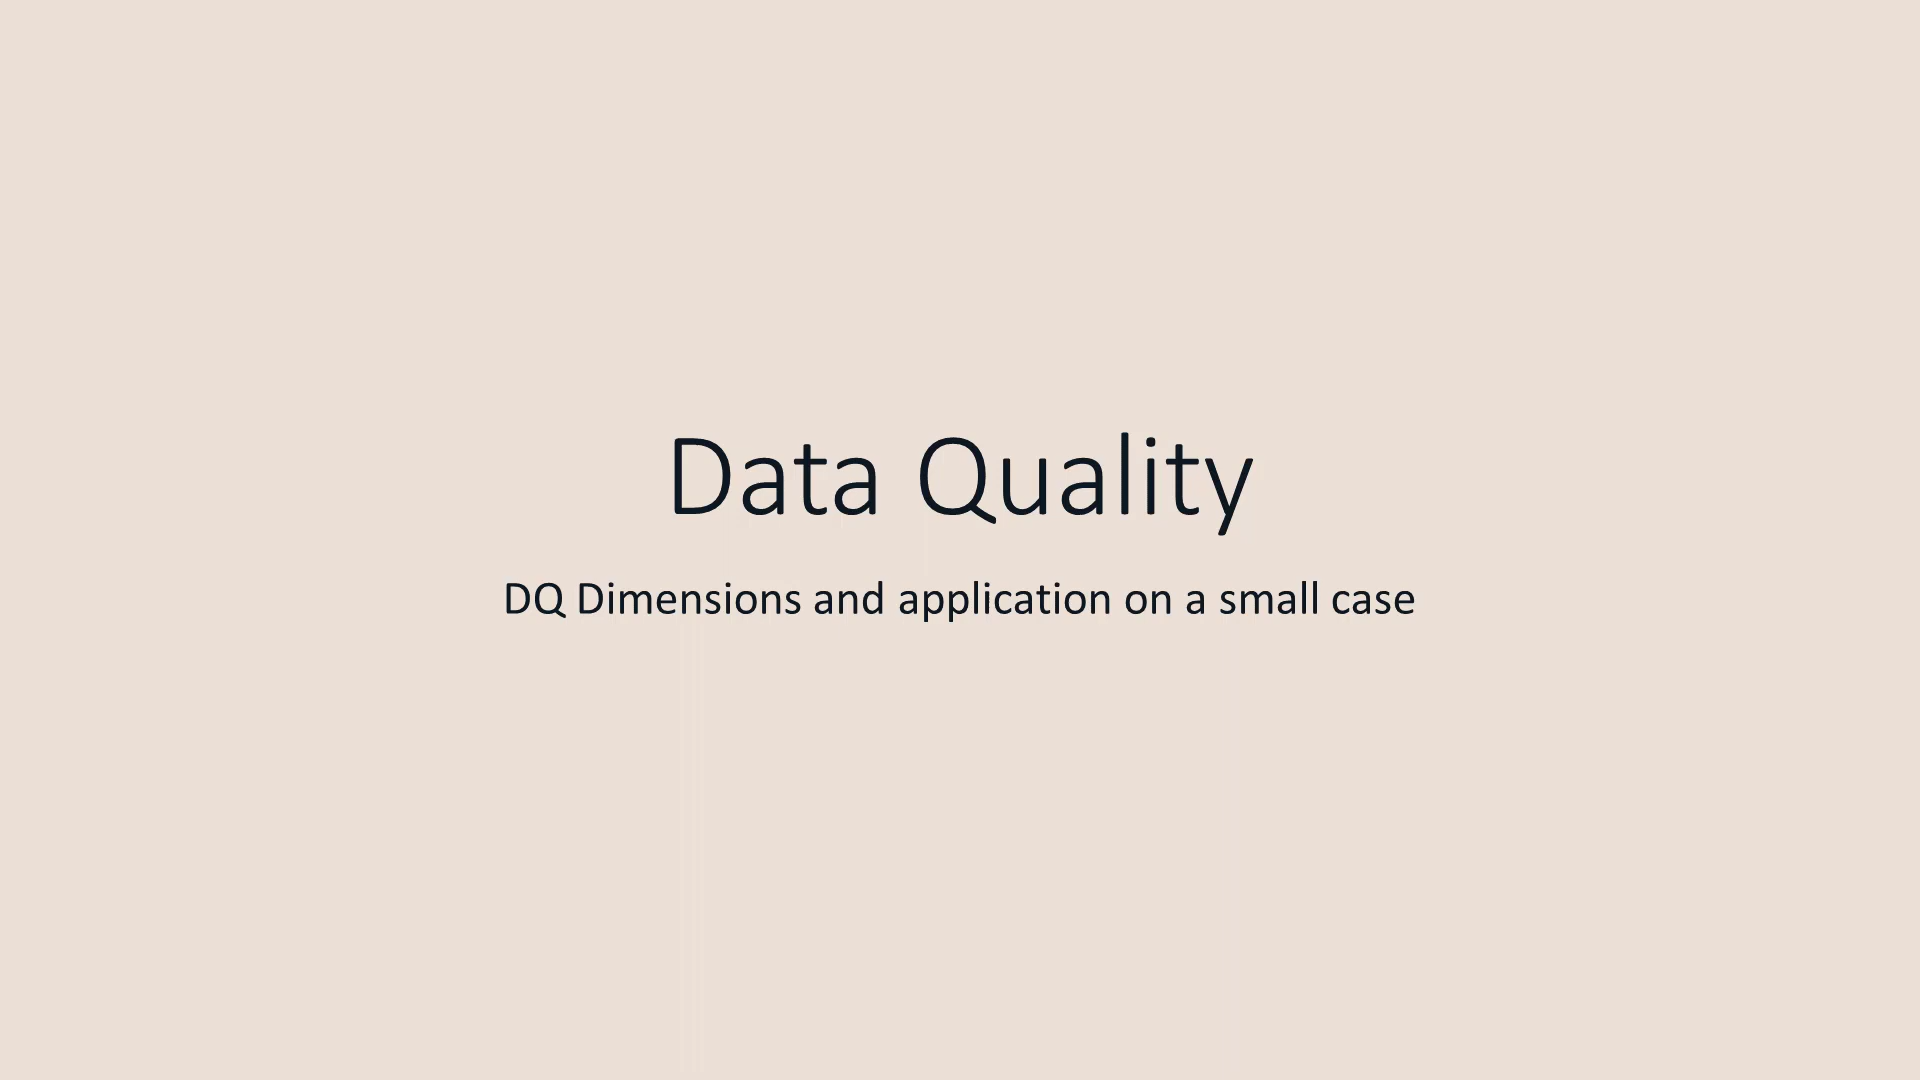 Data Quality
DQ Dimensions and application on a small case